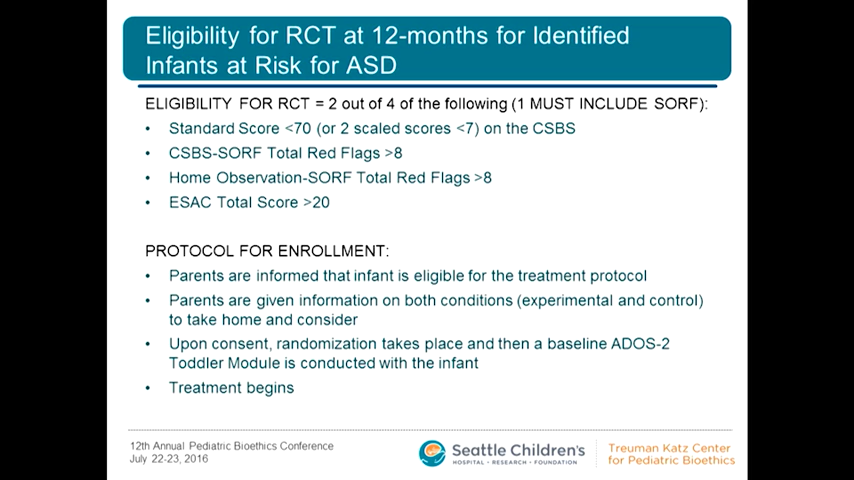 Eligibility for RCT at 12-months for Identified
Infants at Risk for ASD
ELIGIBILITY FOR RCT = 2 out of 4 of the following (1 MUST INCLUDE SORF):
• Standard Score <70 (or 2 scaled scores <7) on the CSBS
• CSBS-SORF Total Red Flags >8
• Home Observation-SORF Total Red Flags >8
• ESAC Total Score >20
PROTOCOL FOR ENROLLMENT:
• Parents are informed that infant is eligible for the treatment protocol
• Parents are given information on both conditions (experimental and control)
to take home and consider
• Upon consent, randomization takes place and then a baseline ADOS-2
Toddler Module is conducted with the infant
• Treatment begins
12th Annual Pediatric Bioethics Conference
July 22-23, 2016
Seattle Children's
HOSPITAL • RESEARCH • FOUNDATION
Treuman Katz Center
for Pediatric Bioethics